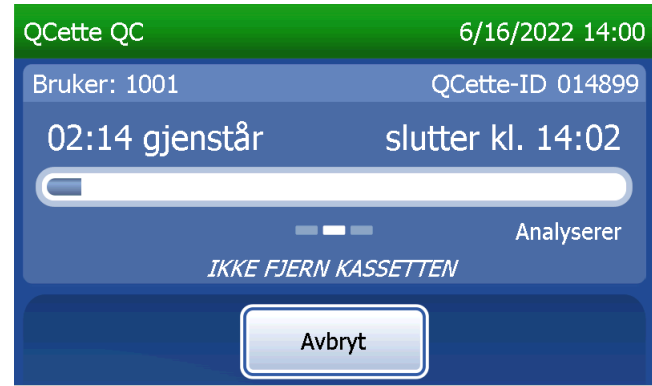 QCette QC 6/16/2022 14:00
Bruker: 1001 QCette-ID 014899
02:14 gjenstår slutter kl. 14:02
Analyserer
IKKE FJERN KASSETTEN
Avbryt